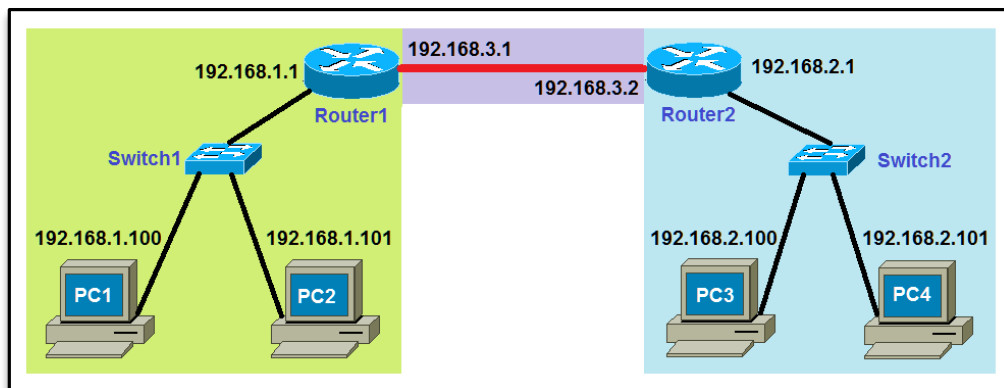 192.168.3.1
192.168.1.1
192.168.2.1
192.168.3.2
Router1
Router2
Switch1
Switch2
192.168.1.100
192.168.1.101
192.168.2.100
192.168.2.101
PC1
PC2
PC3
PC4